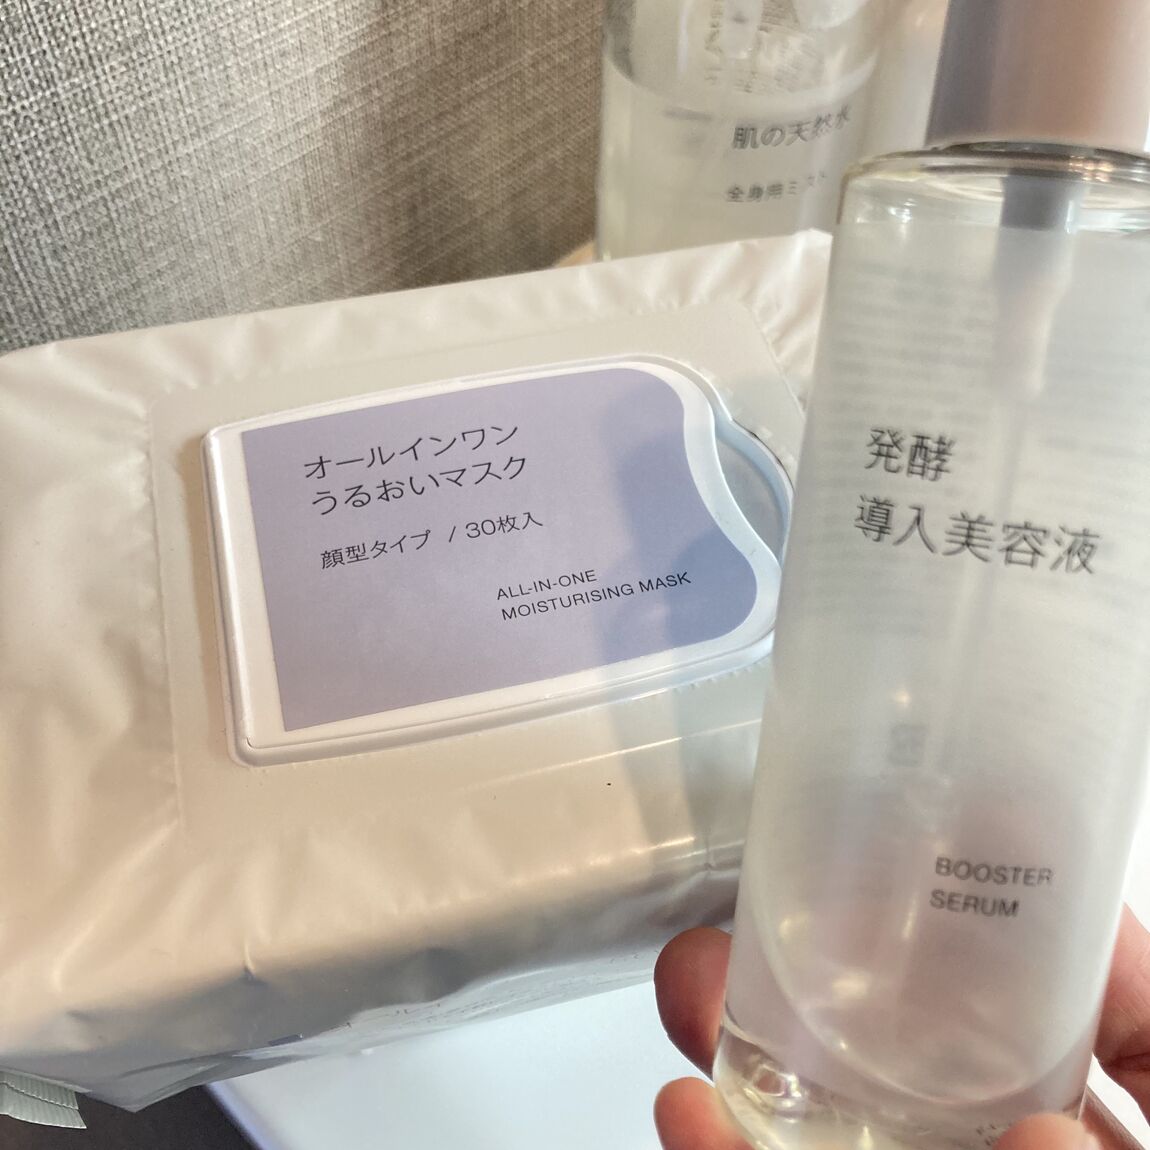 肌の天然水
全身用ミスト
オールインワン
うるおいマスク
顔型タイプ / 30枚入
ALL-IN-ONE
MOISTURISING MASK
発酵
導入美容液
BOOSTER
SERUM